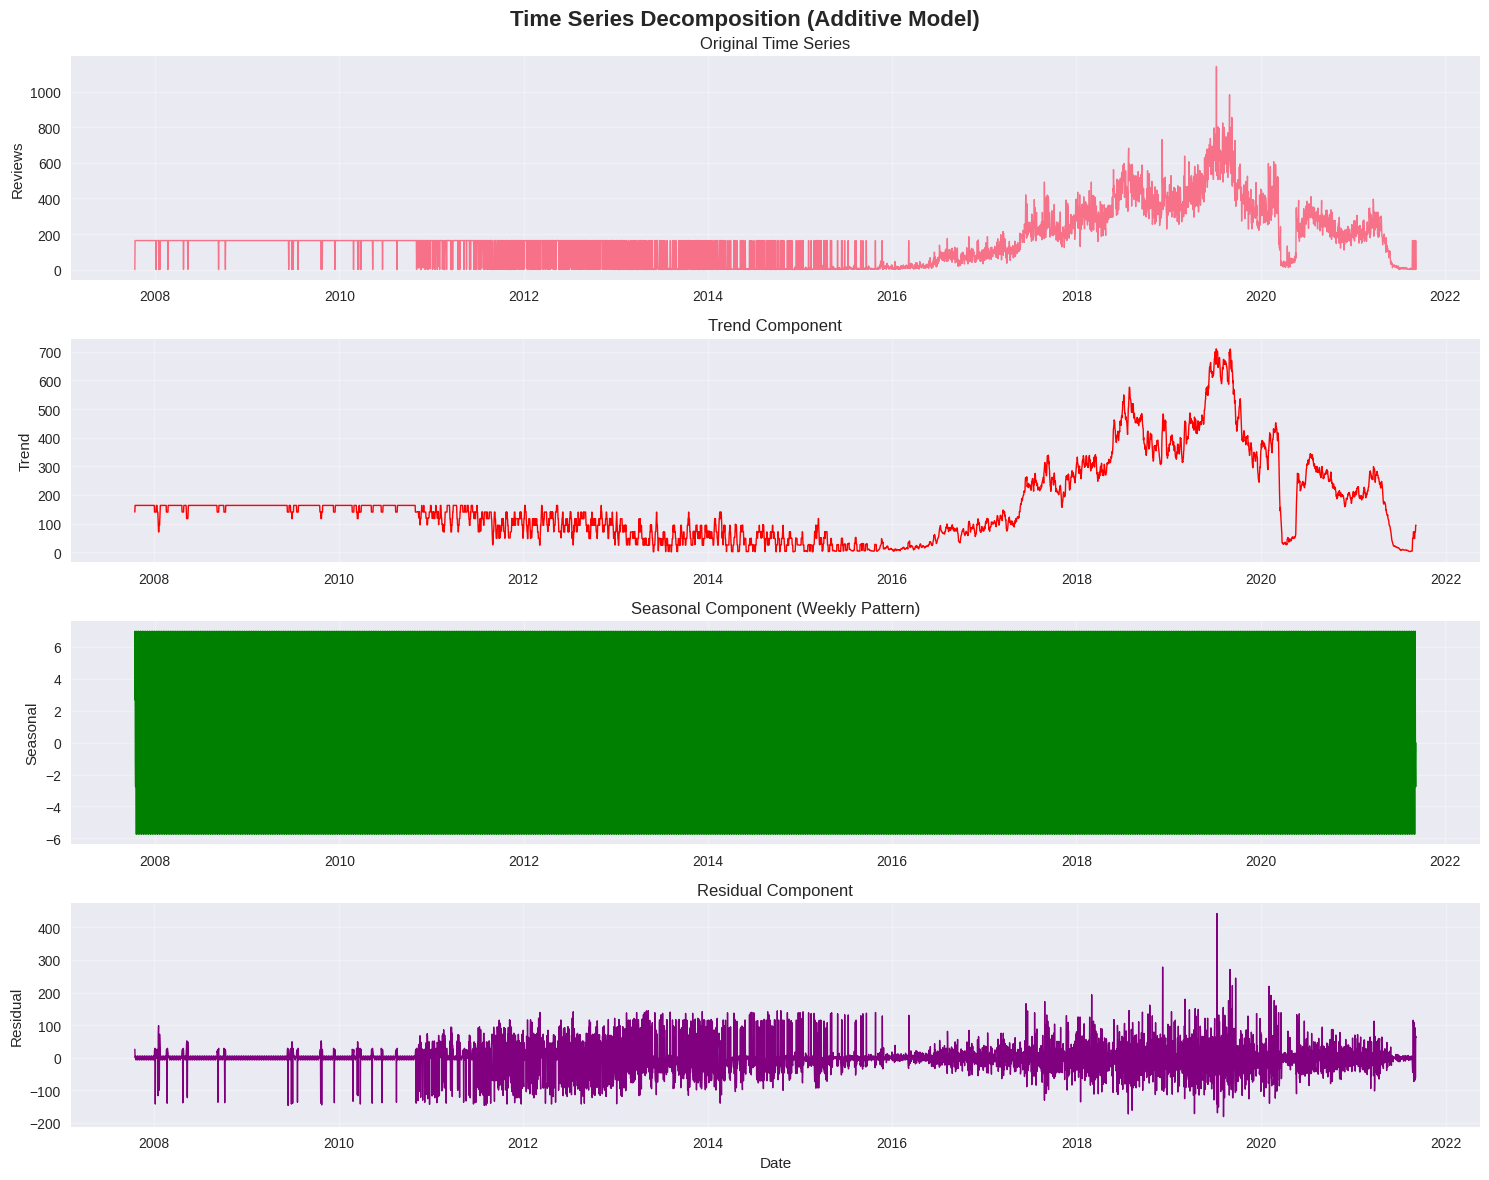 Time Series Decomposition (Additive Model)
Original Time Series
Reviews
1000
800
600
400
200
0
2008 2010 2012 2014 2016 2018 2020 2022
Trend Component
Trend
700
600
500
400
300
200
100
0
2008 2010 2012 2014 2016 2018 2020 2022
Seasonal Component (Weekly Pattern)
Seasonal
6
4
2
0
−2
−4
−6
2008 2010 2012 2014 2016 2018 2020 2022
Residual Component
Residual
400
300
200
100
0
−100
−200
2008 2010 2012 2014 2016 2018 2020 2022
Date